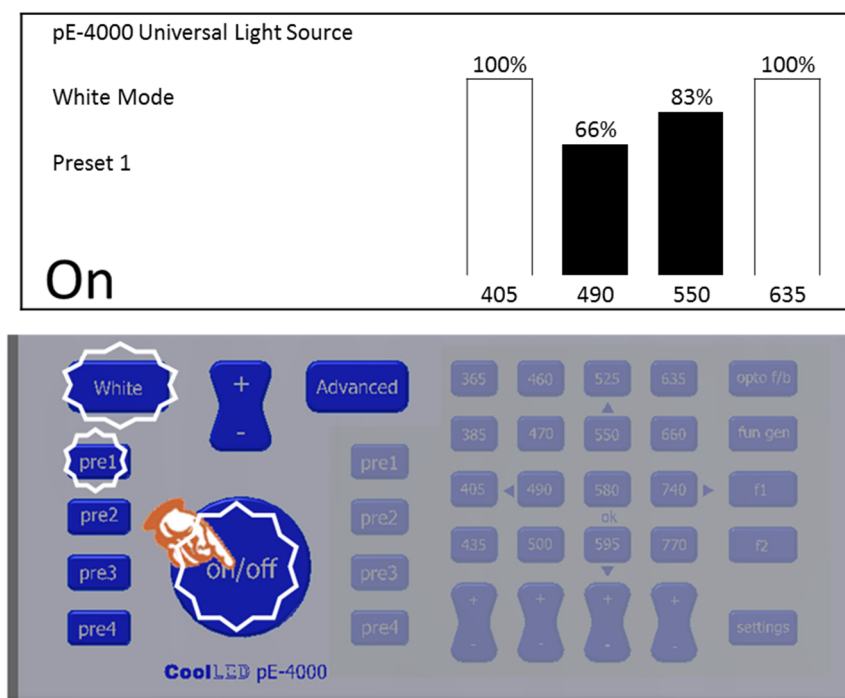 pE-4000 Universal Light Source
White Mode
Preset 1
On
100%
66%
83%
100%
405
490
550
635
White
+
-
Advanced
pre1
pre2
pre3
pre4
on/off
CoolLED pE-4000
pre1
pre2
pre3
pre4
365 460 525 635 opto f/b
385 470 550 660 fun gen
405 490 580 740 f1
ok
435 500 595 770 f2
+ + + +
- - - -
settings